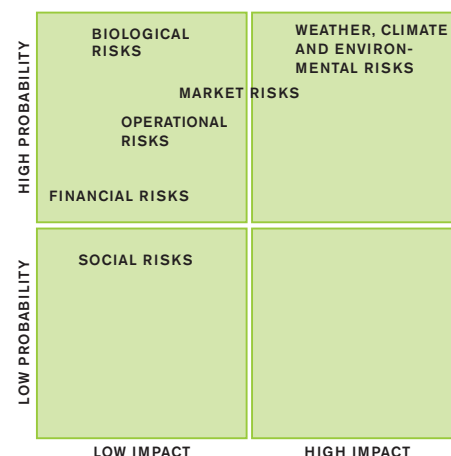 BIOLOGICAL
RISKS
WEATHER, CLIMATE
AND ENVIRON-
MENTAL RISKS
MARKET RISKS
OPERATIONAL
RISKS
FINANCIAL RISKS
HIGH PROBABILITY
SOCIAL RISKS
LOW PROBABILITY
LOW IMPACT
HIGH IMPACT